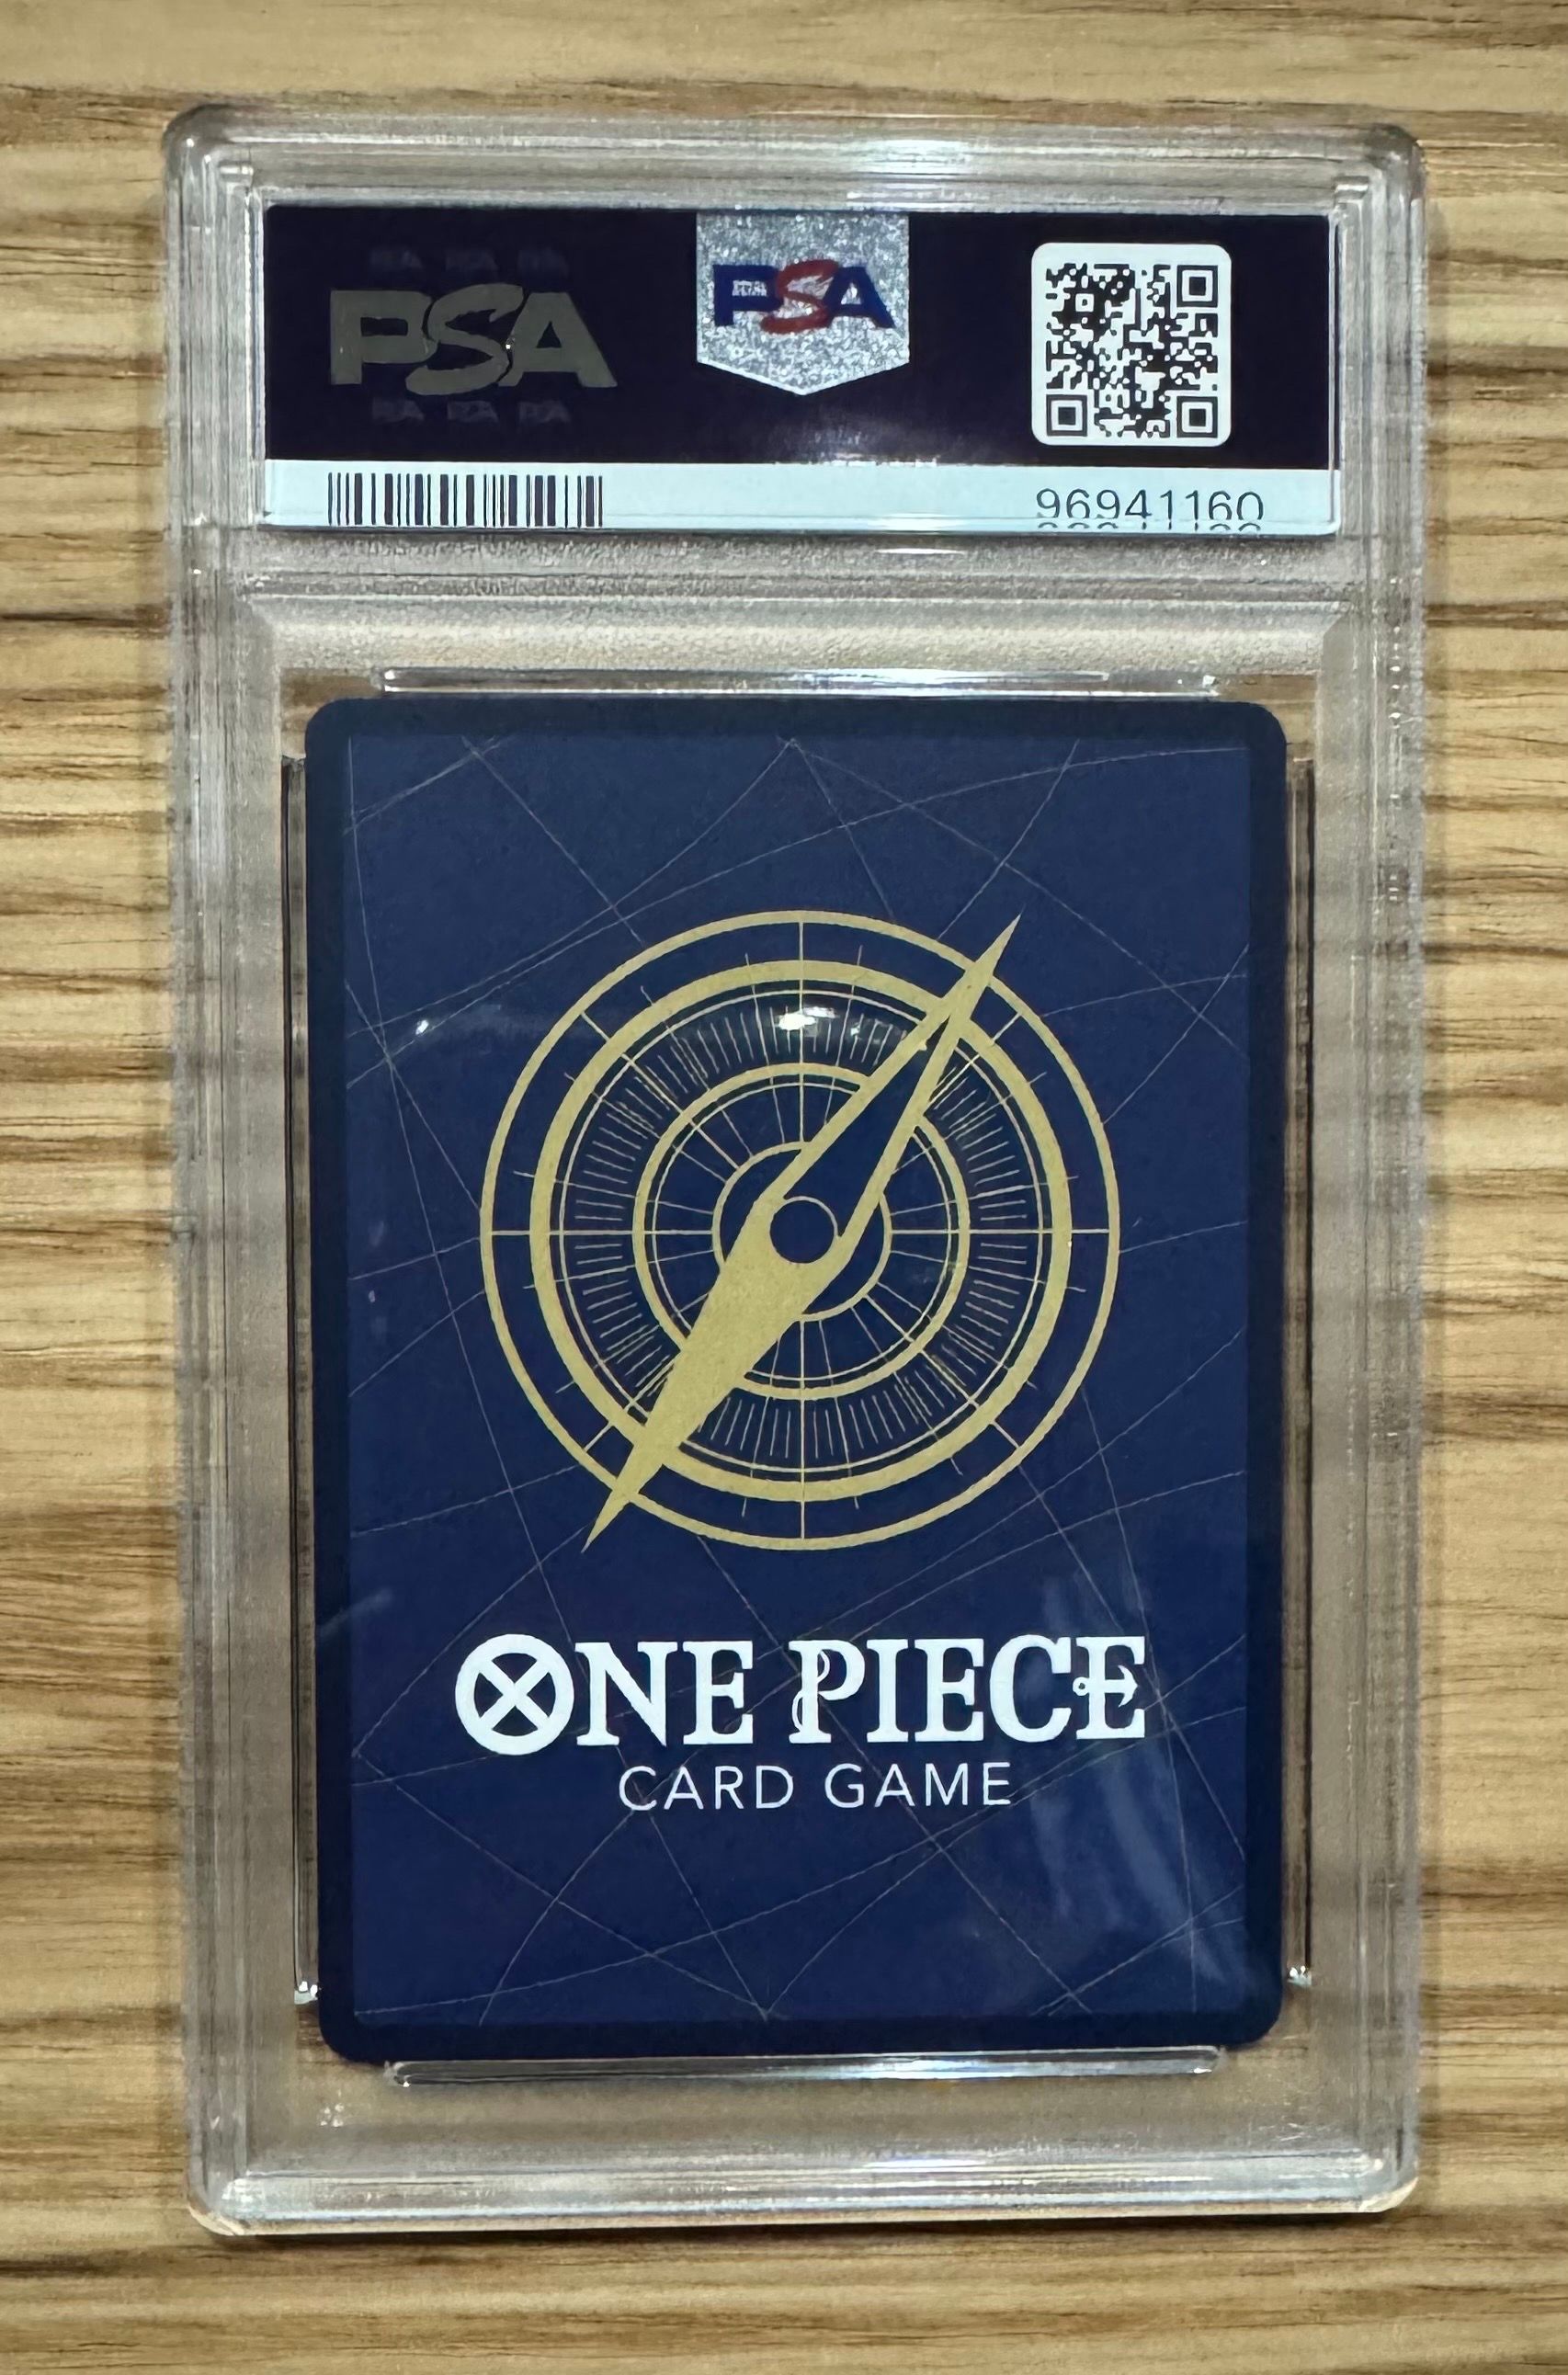 PSA
PSA
96941160
ONE PIECE
CARD GAME